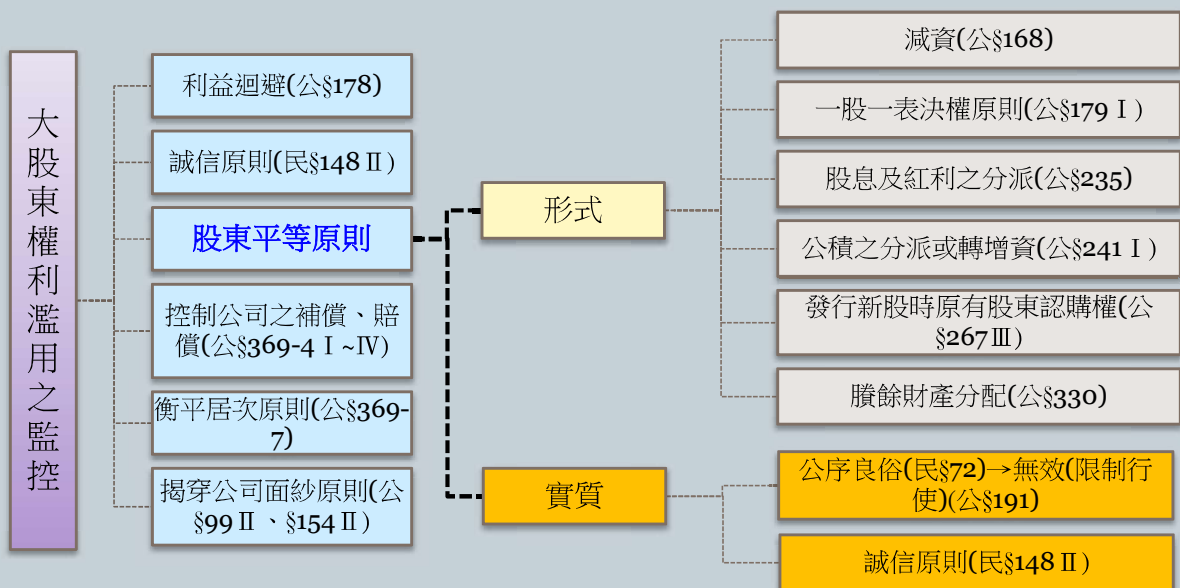 大股東權利濫用之監控
利益迴避(公§178)
誠信原則(民§148Ⅱ)
股東平等原則
控制公司之補償、賠
償(公§369-4Ⅰ~Ⅳ)
衡平居次原則(公§369-
7)
揭穿公司面紗原則(公
§99Ⅱ、§154Ⅱ)
形式
減資(公§168)
一股一表決權原則(公§179Ⅰ)
股息及紅利之分派(公§235)
公積之分派或轉增資(公§241Ⅰ)
發行新股時原有股東認購權(公
§267Ⅲ)
賸餘財產分配(公§330)
實質
公序良俗(民§72)→無效(限制行
使)(公§191)
誠信原則(民§148Ⅱ)